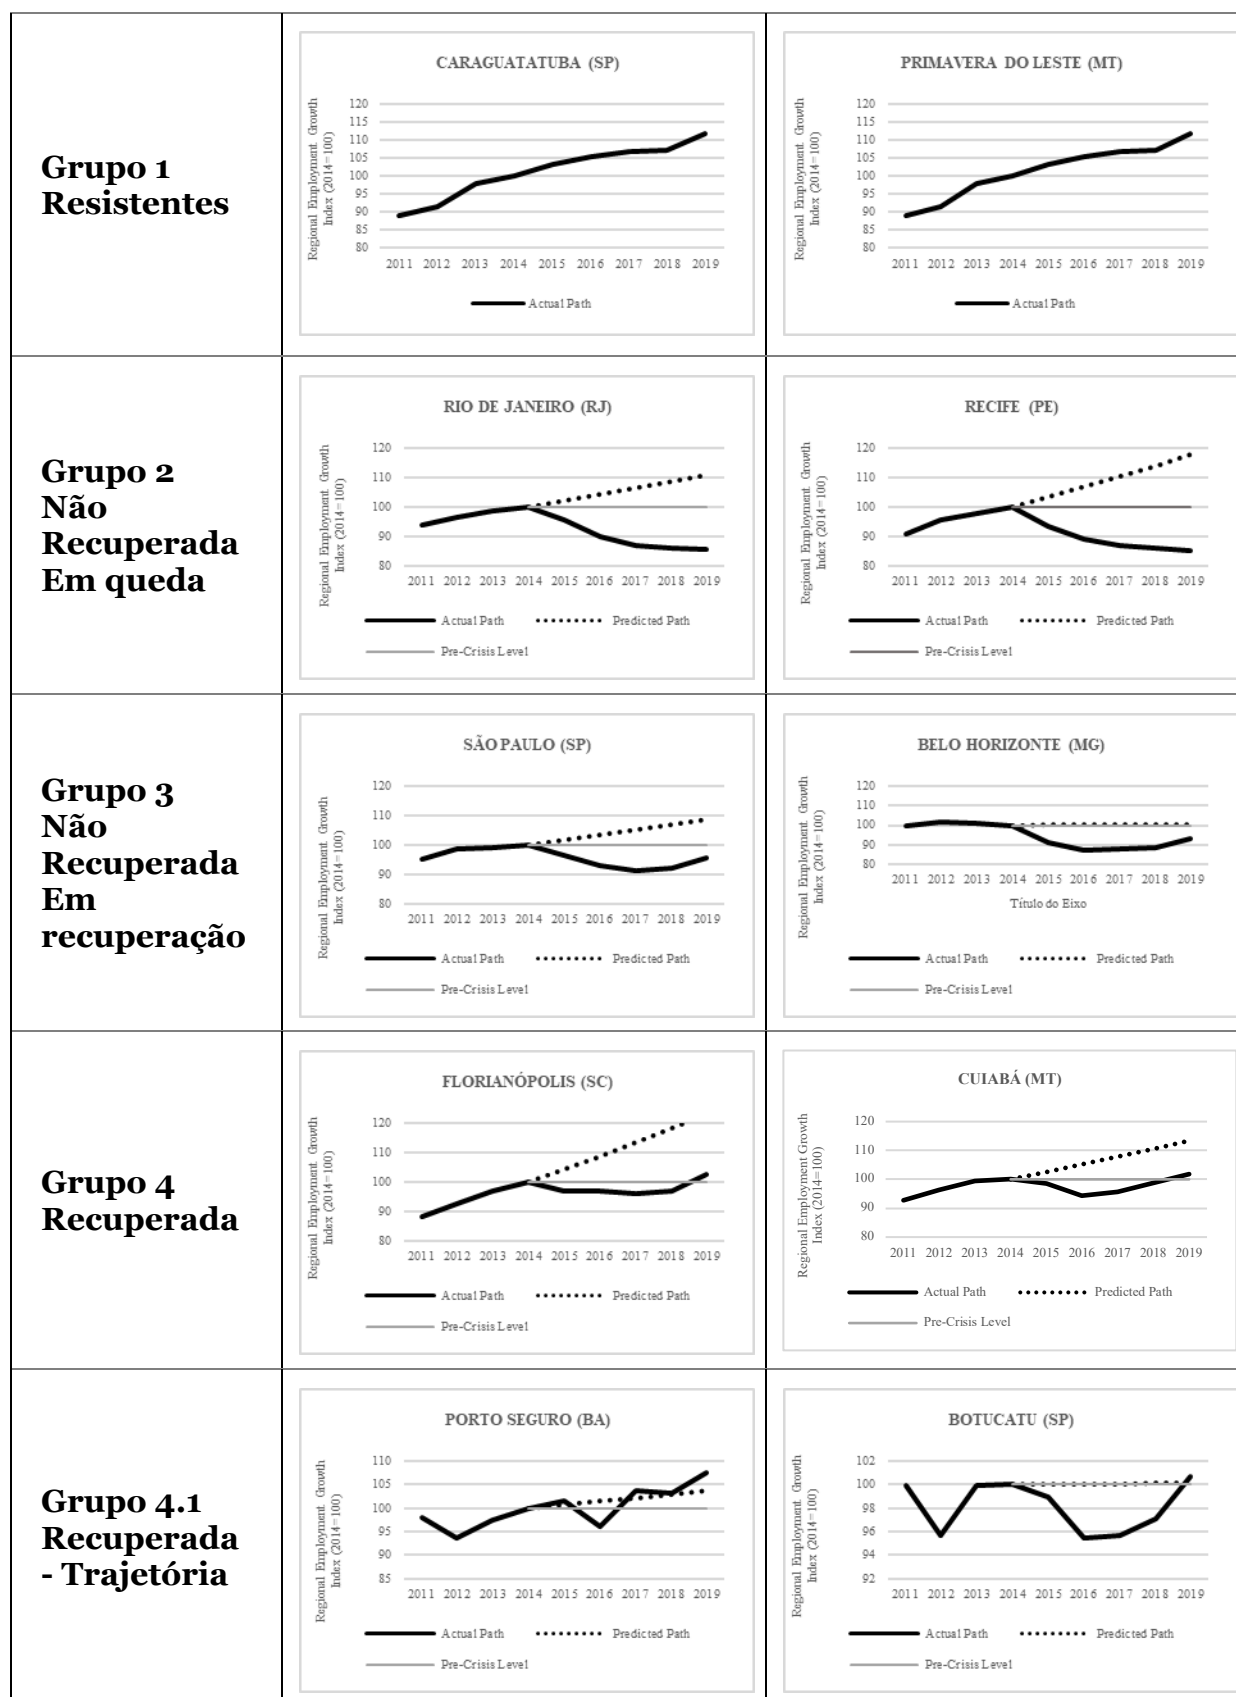 Grupo 1
Resistentes
CARAGUATATUBA (SP)
Regional Employment Growth
Index (2014=100)
120
115
110
105
100
95
90
85
80
2011 2012 2013 2014 2015 2016 2017 2018 2019
Actual Path
PRIMAVERA DO LESTE (MT)
Regional Employment Growth
Index (2014=100)
120
115
110
105
100
95
90
85
80
2011 2012 2013 2014 2015 2016 2017 2018 2019
Actual Path
Grupo 2
Não
Recuperada
Em queda
RIO DE JANEIRO (RJ)
Regional Employment Growth
Index (2014=100)
120
110
100
90
80
2011 2012 2013 2014 2015 2016 2017 2018 2019
Actual Path Predicted Path
Pre-Crisis Level
RECIFE (PE)
Regional Employment Growth
Index (2014=100)
120
110
100
90
80
2011 2012 2013 2014 2015 2016 2017 2018 2019
Actual Path Predicted Path
Pre-Crisis Level
Grupo 3
Não
Recuperada
Em
recuperação
SÃO PAULO (SP)
Regional Employment Growth
Index (2014=100)
120
110
100
90
80
2011 2012 2013 2014 2015 2016 2017 2018 2019
Actual Path Predicted Path
Pre-Crisis Level
BELO HORIZONTE (MG)
Regional Employment Growth
Index (2014=100)
120
110
100
90
80
2011 2012 2013 2014 2015 2016 2017 2018 2019
Título do Eixo
Actual Path Predicted Path
Pre-Crisis Level
Grupo 4
Recuperada
FLORIANÓPOLIS (SC)
Regional Employment Growth
Index (2014=100)
120
110
100
90
80
2011 2012 2013 2014 2015 2016 2017 2018 2019
Actual Path Predicted Path
Pre-Crisis Level
CUIABÁ (MT)
Regional Employment Growth
Index (2014=100)
120
110
100
90
80
2011 2012 2013 2014 2015 2016 2017 2018 2019
Actual Path Predicted Path
Pre-Crisis Level
Grupo 4.1
Recuperada
- Trajetória
PORTO SEGURO (BA)
Regional Employment Growth
Index (2014=100)
110
105
100
95
90
85
2011 2012 2013 2014 2015 2016 2017 2018 2019
Actual Path Predicted Path
Pre-Crisis Level
BOTUCATU (SP)
Regional Employment Growth
Index (2014=100)
102
100
98
96
94
92
2011 2012 2013 2014 2015 2016 2017 2018 2019
Actual Path Predicted Path
Pre-Crisis Level